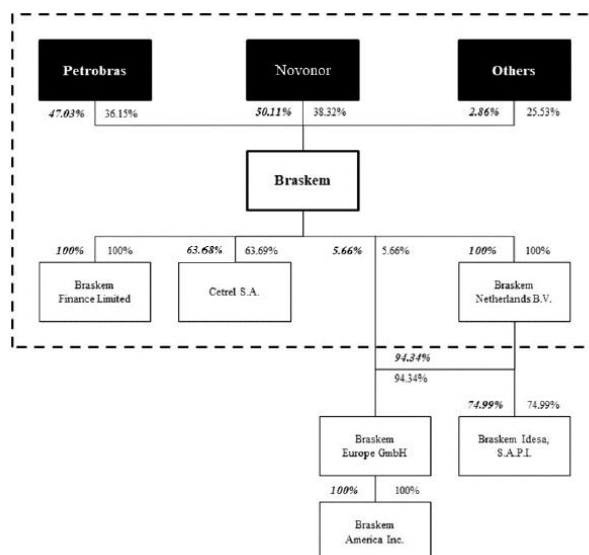 Petrobras Novonor Others
47.03% 36.15% 50.11% 38.32% 2.86% 25.53%
Braskem
100% 100% 63.68% 63.69% 5.66% 5.66% 100% 100%
Braskem
Finance Limited
Cetrel S.A.
Braskem
Netherlands B.V.
94.34%
94.34%
74.99% 74.99%
Braskem
Europe GmbH
Braskem Idesa,
S.A.P.I.
100% 100%
Braskem
America Inc.